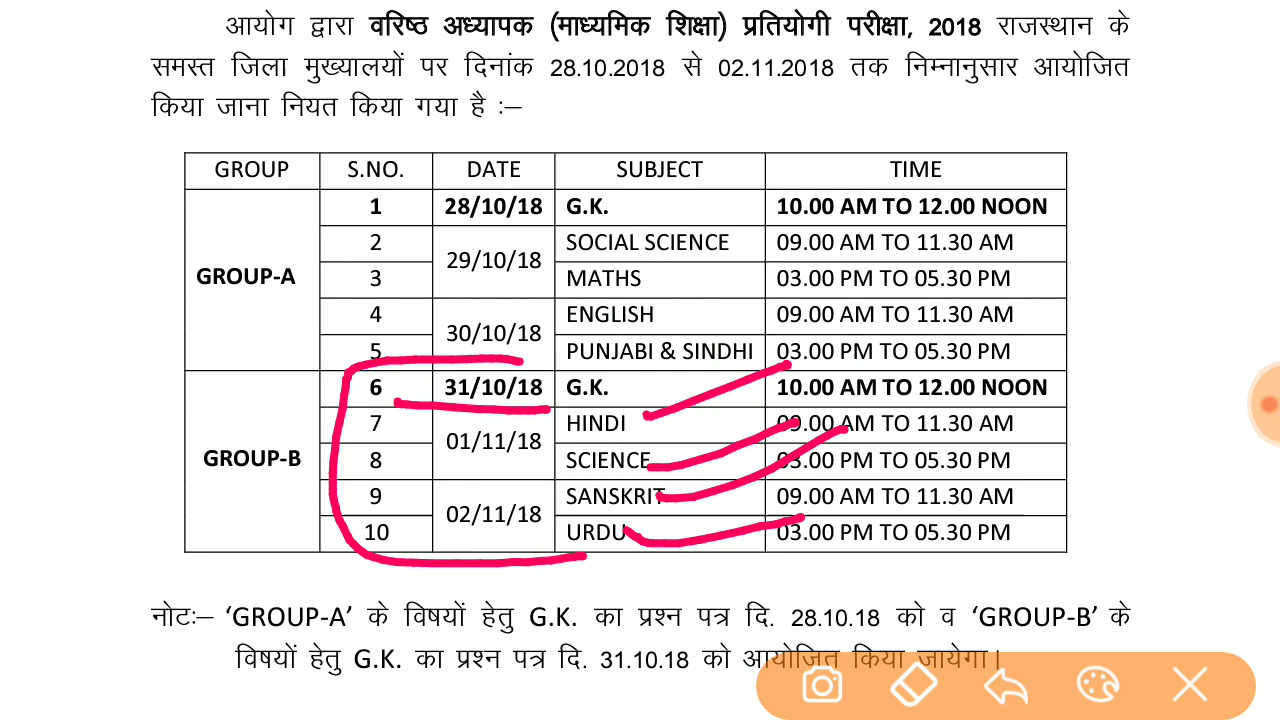 आयोग द्वारा वरिष्ठ अध्यापक (माध्यमिक शिक्षा) प्रतियोगी परीक्षा, 2018 राजस्थान के
समस्त जिला मुख्यालयों पर दिनांक 28.10.2018 से 02.11.2018 तक निम्नानुसार आयोजित
किया जाना नियत किया गया है :–
GROUP S.NO. DATE SUBJECT TIME
1 28/10/18 G.K. 10.00 AM TO 12.00 NOON
2 SOCIAL SCIENCE 09.00 AM TO 11.30 AM
29/10/18
GROUP-A 3 MATHS 03.00 PM TO 05.30 PM
4 ENGLISH 09.00 AM TO 11.30 AM
30/10/18
5 PUNJABI & SINDHI 03.00 PM TO 05.30 PM
6 31/10/18 G.K. 10.00 AM TO 12.00 NOON
7 HINDI 09.00 AM TO 11.30 AM
01/11/18
GROUP-B 8 SCIENCE 03.00 PM TO 05.30 PM
9 SANSKRIT 09.00 AM TO 11.30 AM
02/11/18
10 URDU 03.00 PM TO 05.30 PM
नोटः– ‘GROUP-A’ के विषयों हेतु G.K. का प्रश्न पत्र दि. 28.10.18 को व ‘GROUP-B’ के
विषयों हेतु G.K. का प्रश्न पत्र दि. 31.10.18 को आयोजित किया जायेगा।